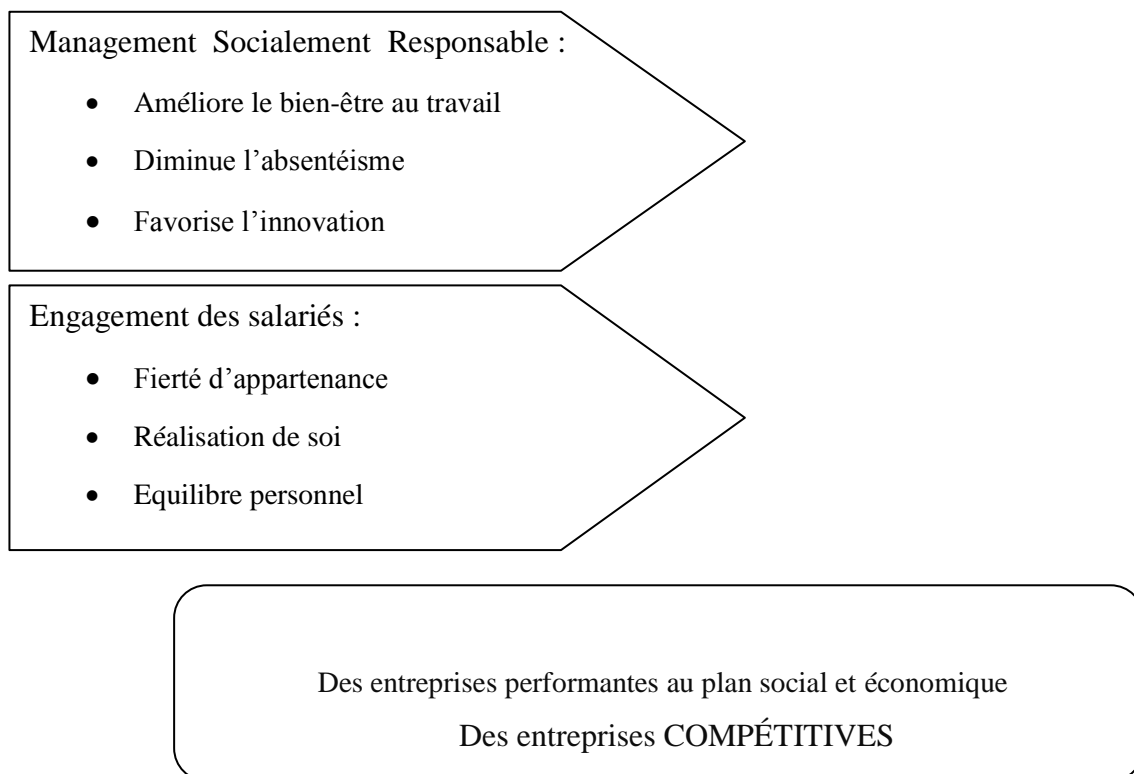 Management Socialement Responsable :
• Améliore le bien-être au travail
• Diminue l’absentéisme
• Favorise l’innovation
Engagement des salariés :
• Fierté d’appartenance
• Réalisation de soi
• Equilibre personnel
Des entreprises performantes au plan social et économique
Des entreprises COMPÉTITIVES